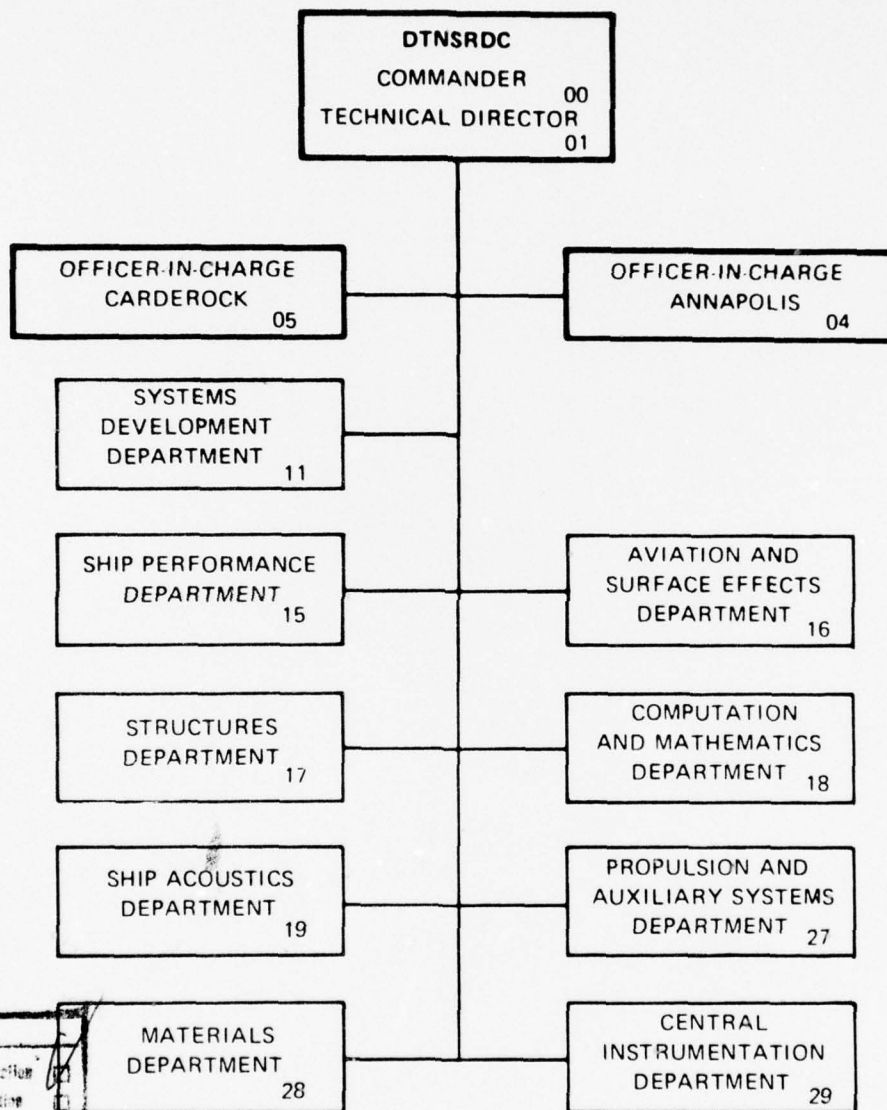 DTNSRDC
COMMANDER
00
TECHNICAL DIRECTOR
01
OFFICER-IN-CHARGE
CARDEROCK
05
OFFICER-IN-CHARGE
ANNAPOLIS
04
SYSTEMS
DEVELOPMENT
DEPARTMENT
11
SHIP PERFORMANCE
DEPARTMENT
15
AVIATION AND
SURFACE EFFECTS
DEPARTMENT
16
STRUCTURES
DEPARTMENT
17
COMPUTATION
AND MATHEMATICS
DEPARTMENT
18
SHIP ACOUSTICS
DEPARTMENT
19
PROPULSION AND
AUXILIARY SYSTEMS
DEPARTMENT
27
MATERIALS
DEPARTMENT
28
CENTRAL
INSTRUMENTATION
DEPARTMENT
29